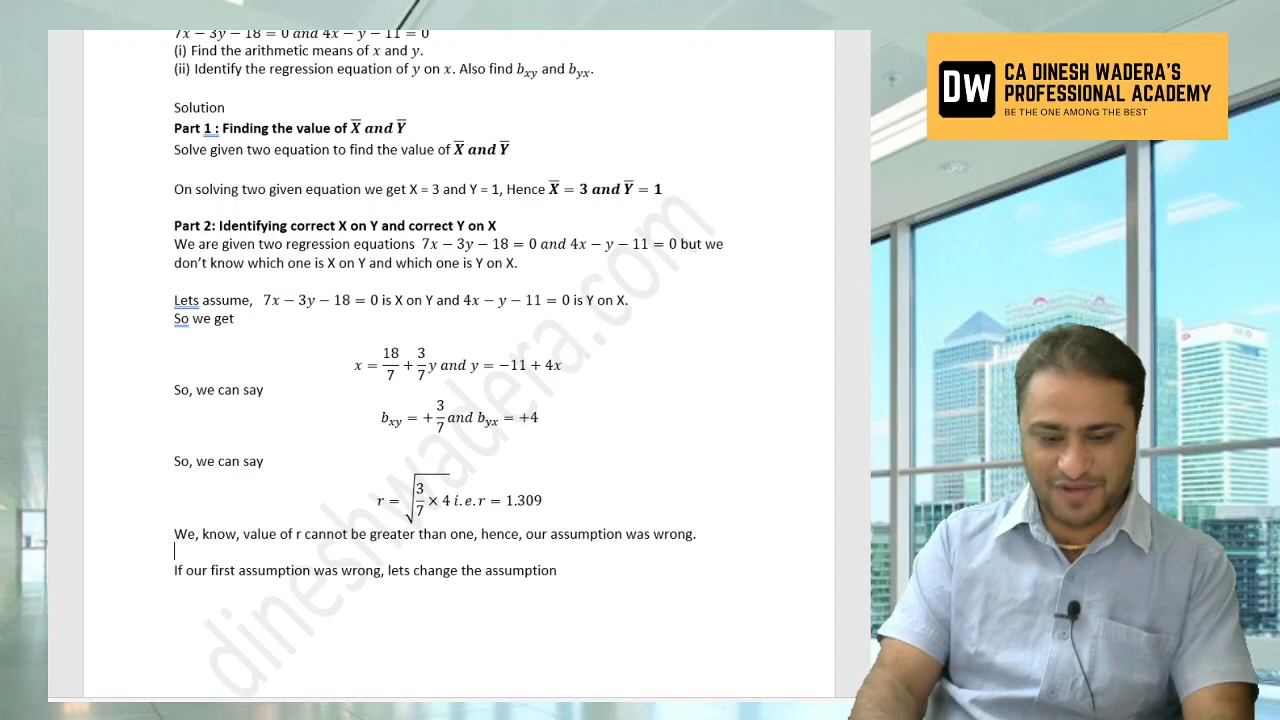 7x − 3y − 18 = 0 and 4x − y − 11 = 0
(i) Find the arithmetic means of x and y.
(ii) Identify the regression equation of y on x. Also find bxy and byx.
Solution
Part 1 : Finding the value of X̅ and Y̅
Solve given two equation to find the value of X̅ and Y̅
On solving two given equation we get X = 3 and Y = 1, Hence X̅ = 3 and Y̅ = 1
Part 2: Identifying correct X on Y and correct Y on X
We are given two regression equations 7x − 3y − 18 = 0 and 4x − y − 11 = 0 but we
don't know which one is X on Y and which one is Y on X.
Lets assume, 7x − 3y − 18 = 0 is X on Y and 4x − y − 11 = 0 is Y on X.
So we get
x = 18/7 + 3/7 y and y = −11 + 4x
So, we can say
bxy = + 3/7 and byx = +4
So, we can say
r = √(3/7 × 4) i.e. r = 1.309
We, know, value of r cannot be greater than one, hence, our assumption was wrong.
If our first assumption was wrong, lets change the assumption
dineshwadera.com
DW
CA DINESH WADERA'S
PROFESSIONAL ACADEMY
BE THE ONE AMONG THE BEST